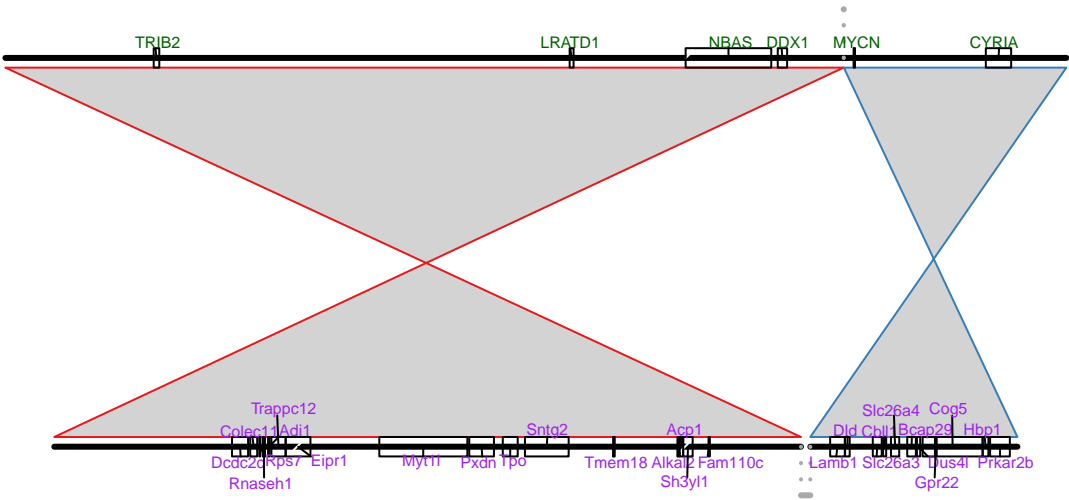 TRIB2 LRATD1 NBAS DDX1 MYCN CYRIA
Trappc12 Slc26a4 Cog5
Colec11 Adi1 Sntg2 Acp1 Dld Cbll1 Bcap29 Hbp1
Dcdc2c Rps7 Eipr1 Myt1l Pxdn Tpo Tmem18 Alkal2 Fam110c Lamb1 Slc26a3 Dus4l Prkar2b
Rnaseh1 Sh3yl1 Gpr22